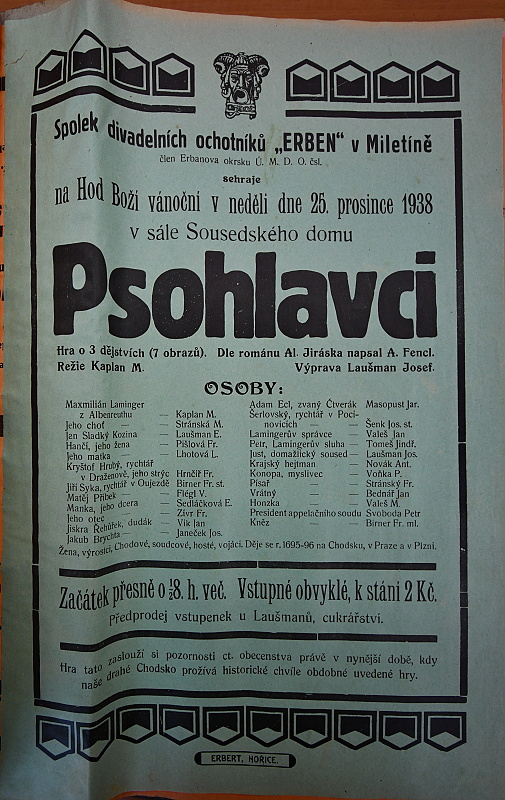 Spolek divadelních ochotníků „ERBEN" v Miletíně
člen Erbanova okrsku Ú. M. D. O. čsl.
sehraje
na Hod Boží vánoční v neděli dne 25. prosince 1938
v sále Sousedského domu
Psohlavci
Hra o 3 dějstvích (7 obrazů). Dle románu Al. Jiráska napsal A. Fencl.
Režie Kaplan M. Výprava Laušman Josef.
OSOBY:
Maxmilián Laminger
z Albenreuthu — Kaplan M.
Jeho choť — Stránská M.
Jan Sladký Kozina — Laušman E.
Hančí, jeho žena — Pišlová Fr.
Jeho matka — Lhotová L.
Kryštof Hrubý, rychtář
v Draženově, jeho strýc Hrnčíř Fr.
Jiří Syka, rychtář v Oujezdě Birner Fr. st.
Matěj Příbek — Flégl V.
Manka, jeho dcera — Sedláčková E.
Jeho otec — Zívr Fr.
Jiskra Řehůřek, dudák — Vik Jan
Jakub Brychta — Janeček Jos.
Adam Ecl, zvaný Čtverák Masopust Jar.
Šerlovský, rychtář v Poci-
novicích — — Šenk Jos. st.
Lamingerův správce — Valeš Jan
Petr, Lamingerův sluha — Tomeš Jindř.
Just, domažlický soused — Laušman Jos.
Krajský hejtman — Novák Ant.
Konopa, myslivec — Voňka P.
Písař — — Stránský Fr.
Vrátný — — Bednář Jan
Honzka — — Valeš M.
President appelačního soudu Svoboda Petr
Kněz — — Birner Fr. ml.
Žena, výrostci, Chodové, soudcové, hosté, vojáci. Děje se r. 1695-96 na Chodsku, v Praze a v Plzni.
Začátek přesně o ½8. h. več. Vstupné obvyklé, k stání 2 Kč.
Předprodej vstupenek u Laušmanů, cukrářství.
Hra tato zaslouží si pozornosti ct. obecenstva právě v nynější době, kdy
naše drahé Chodsko prožívá historické chvíle obdobné uvedené hry.
ERBERT, HOŘICE.